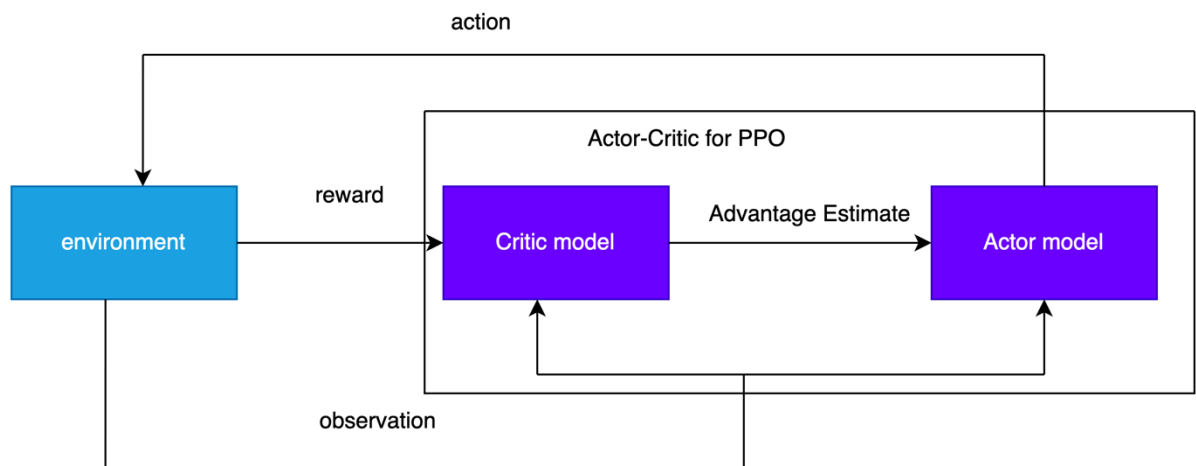 action
Actor-Critic for PPO
reward
Advantage Estimate
environment
Critic model
Actor model
observation